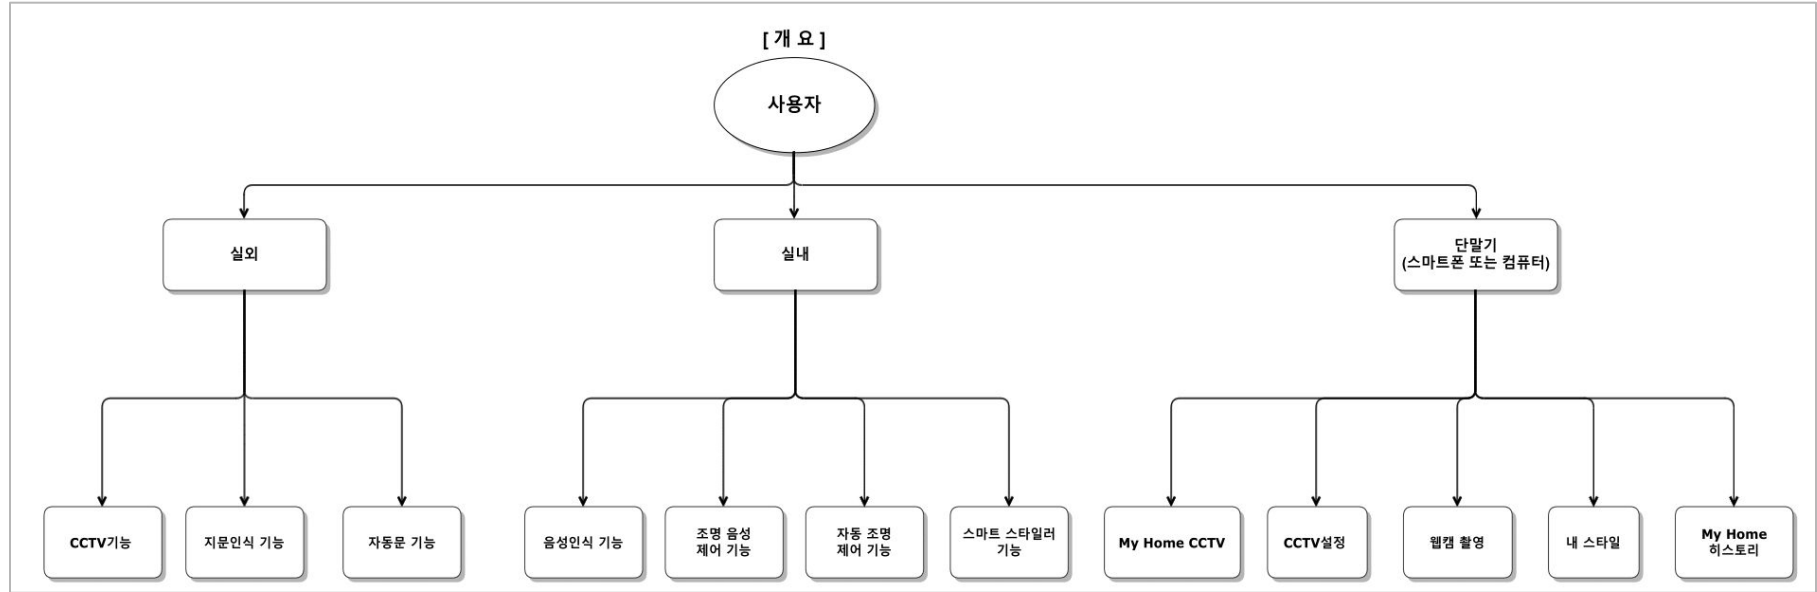 [ 개 요 ]
사용자
실외
실내
단말기
(스마트폰 또는 컴퓨터)
CCTV기능
지문인식 기능
자동문 기능
음성인식 기능
조명 음성
제어 기능
자동 조명
제어 기능
스마트 스타일러
기능
My Home CCTV
CCTV설정
웹캠 촬영
내 스타일
My Home
히스토리